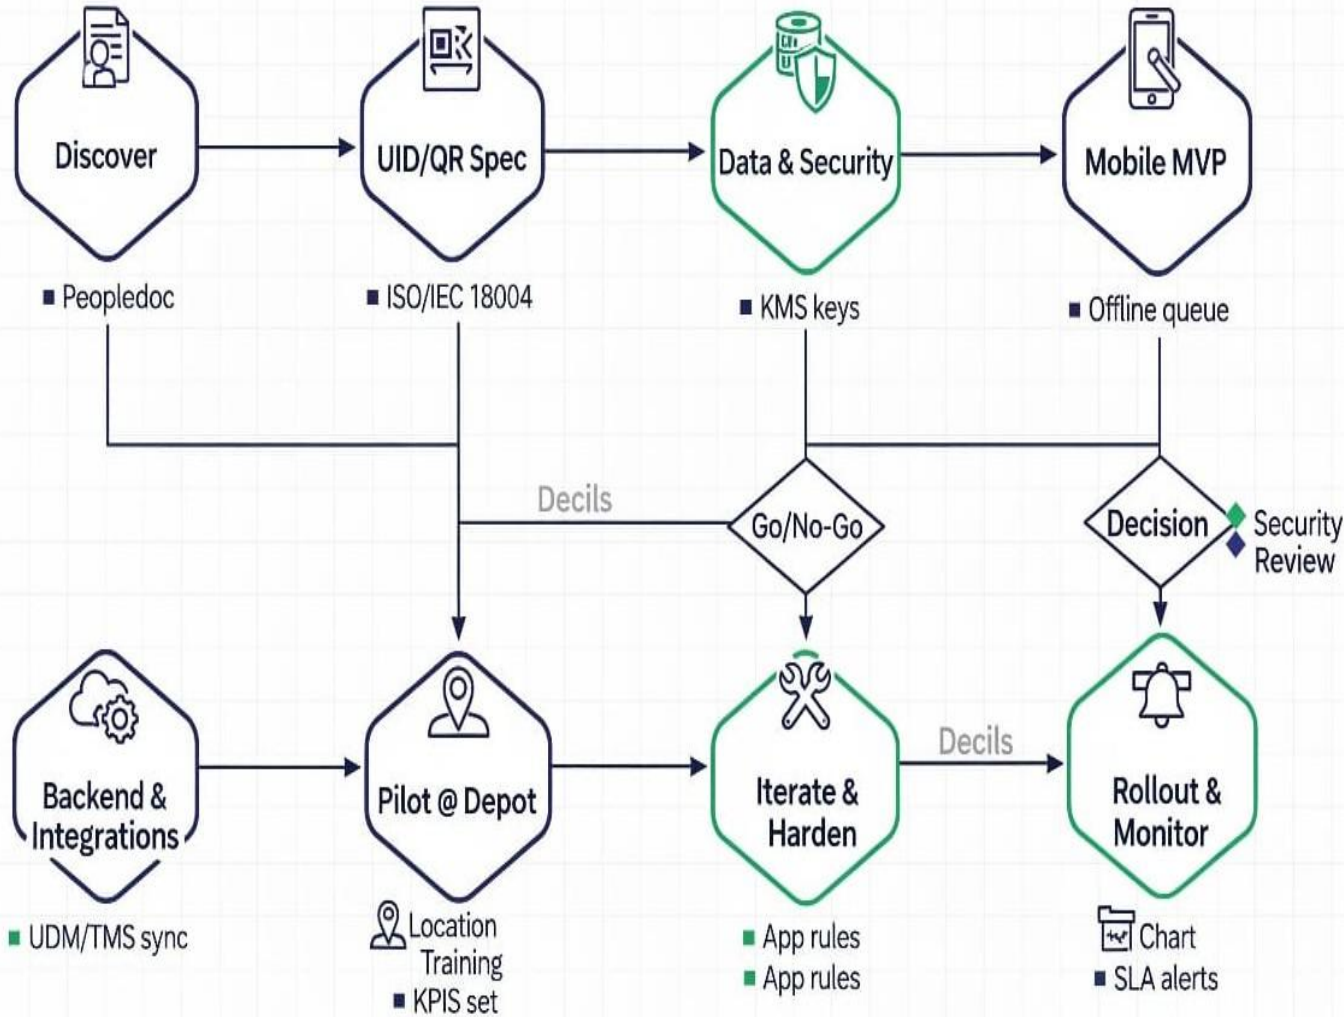 Discover
UID/QR Spec
Data & Security
Mobile MVP
Peopledoc
ISO/IEC 18004
KMS keys
Offline queue
Decils
Go/No-Go
Decision
Security
Review
Decils
Backend &
Integrations
Pilot @ Depot
Iterate &
Harden
Rollout &
Monitor
UDM/TMS sync
Location
Training
KPIS set
App rules
App rules
Chart
SLA alerts